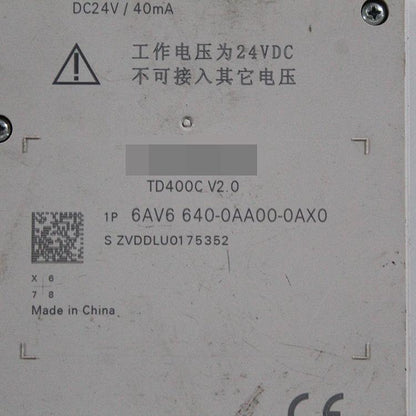 DC24V / 40mA
工作电压为24VDC
不可接入其它电压
TD400C V2.0
1P 6AV6 640-0AA00-0AX0
S ZVDDLU0175352
X 6
7 8
Made in China
CE